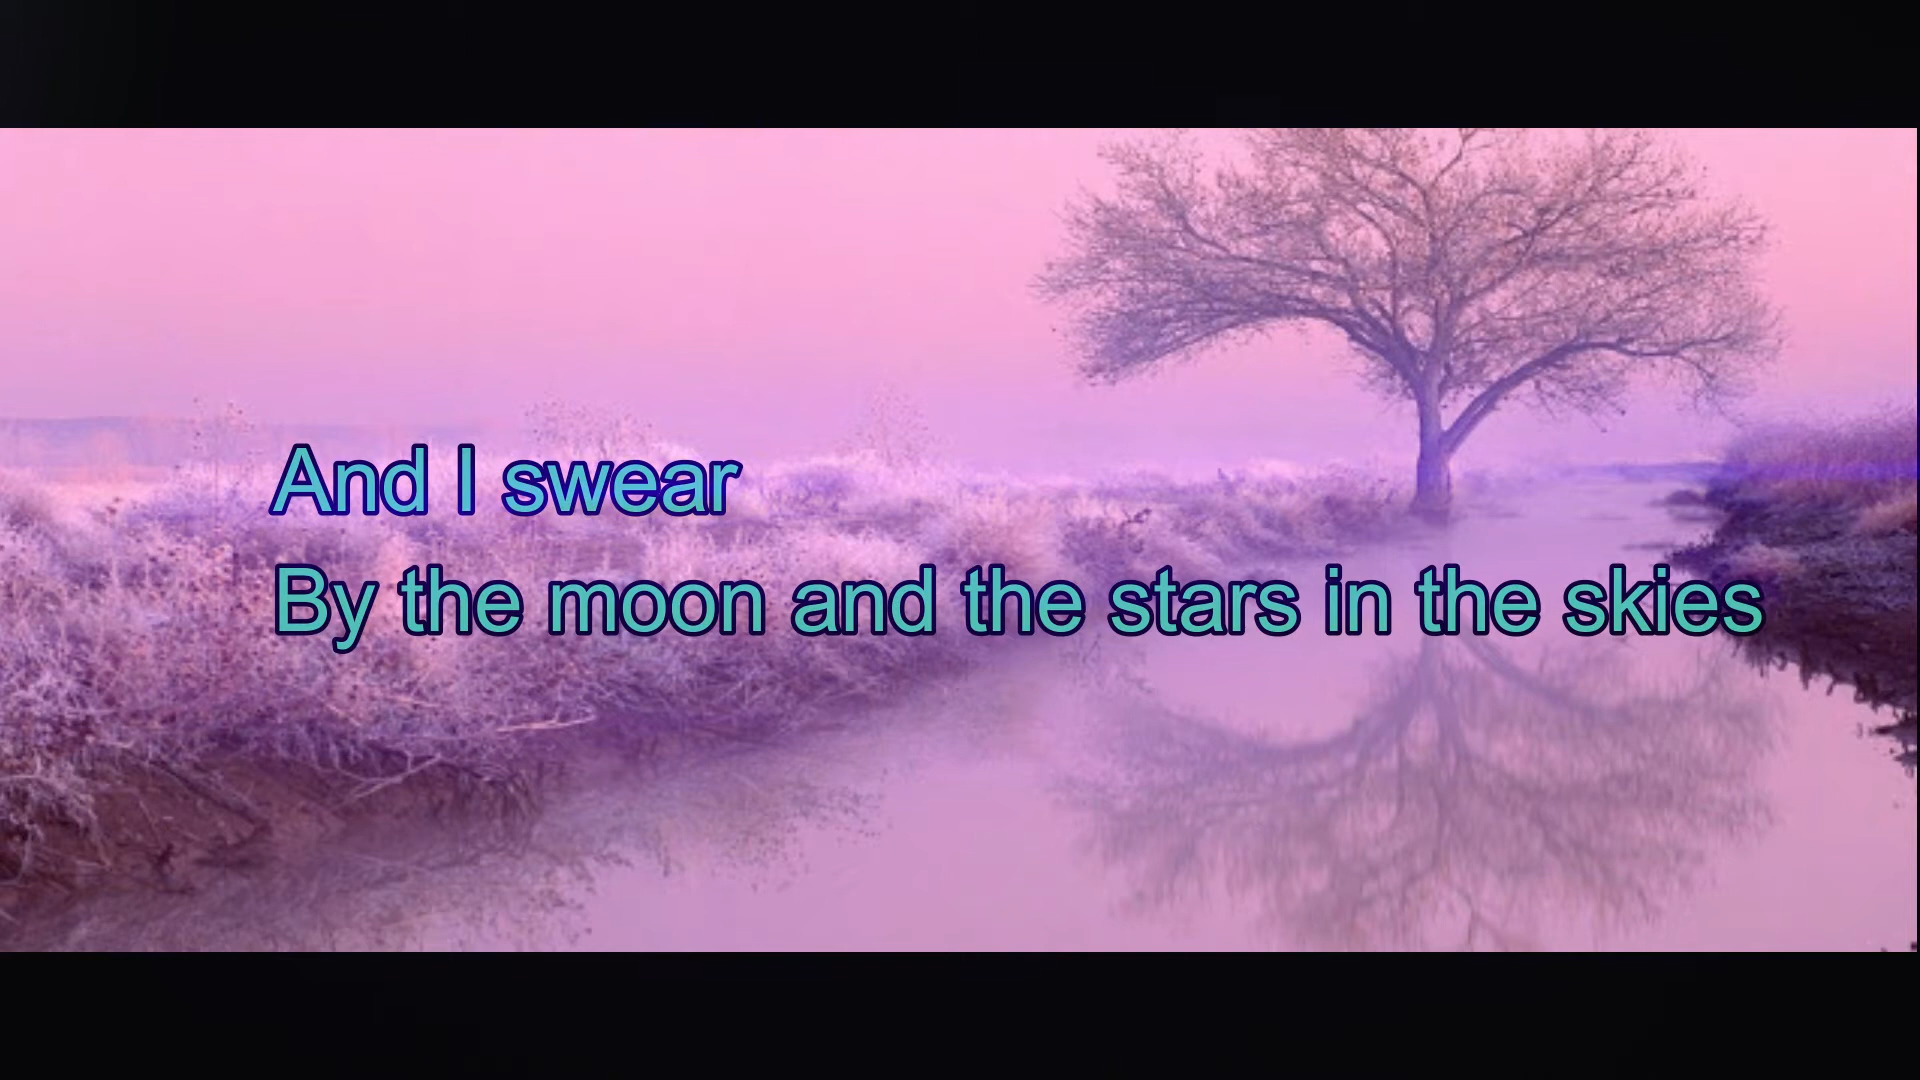 And I swear
By the moon and the stars in the skies